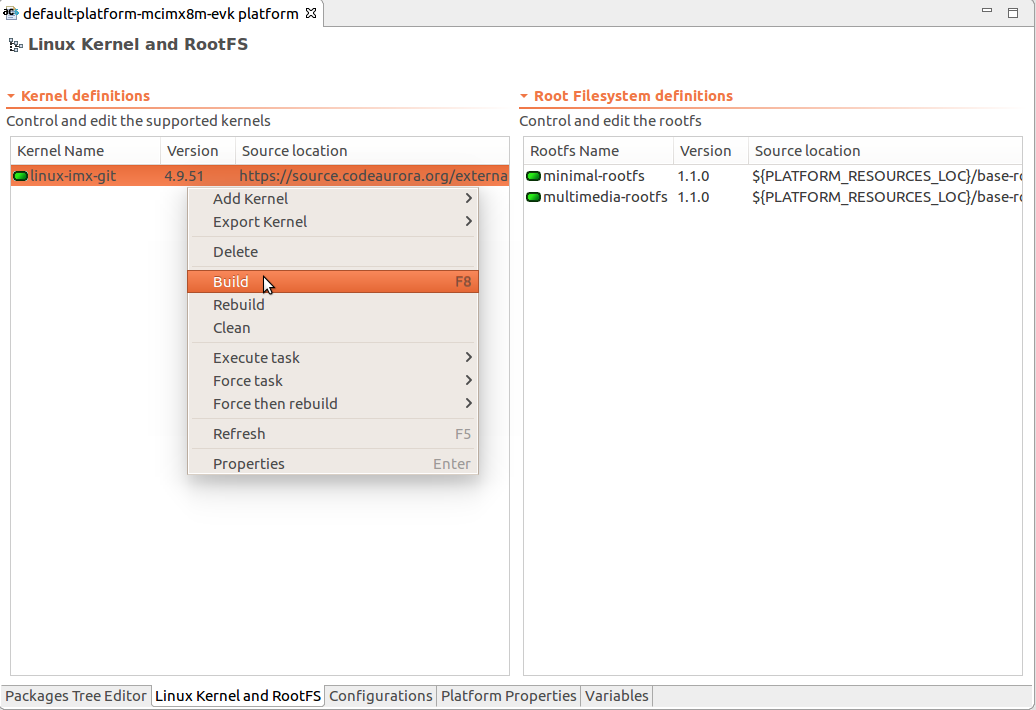 default-platform-mcimx8m-evk platform
Linux Kernel and RootFS
Kernel definitions
Control and edit the supported kernels
Kernel Name Version Source location
linux-imx-git 4.9.51 https://source.codeaurora.org/externa
Add Kernel
Export Kernel
Delete
Build F8
Rebuild
Clean
Execute task
Force task
Force then rebuild
Refresh F5
Properties Enter
Root Filesystem definitions
Control and edit the rootfs
Rootfs Name Version Source location
minimal-rootfs 1.1.0 ${PLATFORM_RESOURCES_LOC}/base-ro
multimedia-rootfs 1.1.0 ${PLATFORM_RESOURCES_LOC}/base-ro
Packages Tree Editor Linux Kernel and RootFS Configurations Platform Properties Variables